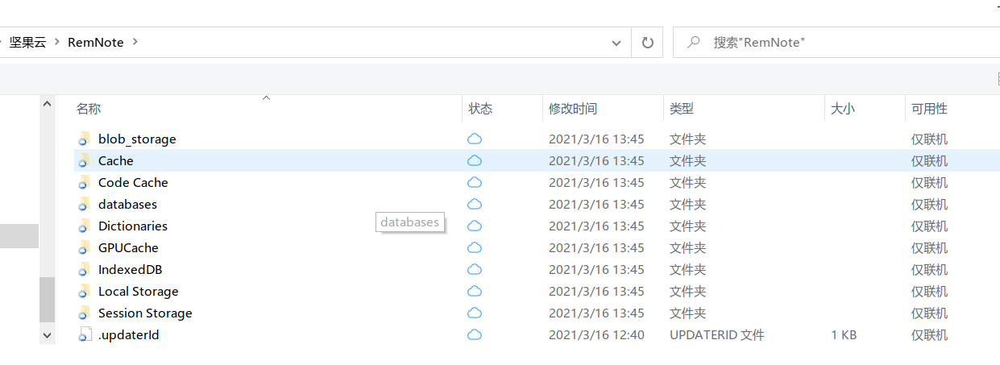 坚果云 > RemNote >
搜索"RemNote"
名称 状态 修改时间 类型 大小 可用性
blob_storage 2021/3/16 13:45 文件夹 仅联机
Cache 2021/3/16 13:45 文件夹 仅联机
Code Cache 2021/3/16 13:45 文件夹 仅联机
databases 2021/3/16 13:45 文件夹 仅联机
databases
Dictionaries 2021/3/16 13:45 文件夹 仅联机
GPUCache 2021/3/16 13:45 文件夹 仅联机
IndexedDB 2021/3/16 13:45 文件夹 仅联机
Local Storage 2021/3/16 13:45 文件夹 仅联机
Session Storage 2021/3/16 13:45 文件夹 仅联机
.updaterId 2021/3/16 12:40 UPDATERID 文件 1 KB 仅联机